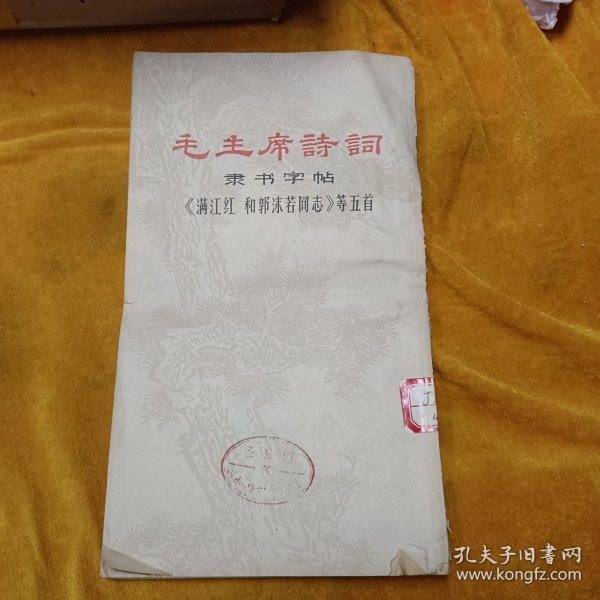 毛主席詩詞
隶书字帖
《满江红 和郭沫若同志》等五首
J
孔夫子旧書网
www.kongfz.com